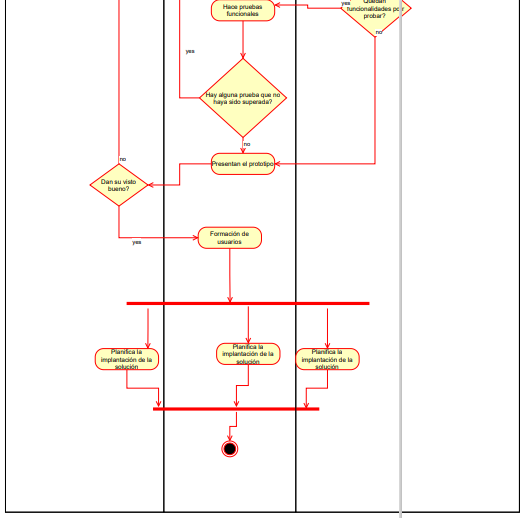 yes
Quedan
funcionalidades por
probar?
Hace pruebas
funcionales
no
yes
Hay alguna prueba que no
haya sido superada?
no
Presentan el prototipo
no
Dan su visto
bueno?
yes
Formación de
usuarios
Planifica la
implantación de la
solución
Planifica la
implantación de la
solución
Planifica la
implantación de la
solución